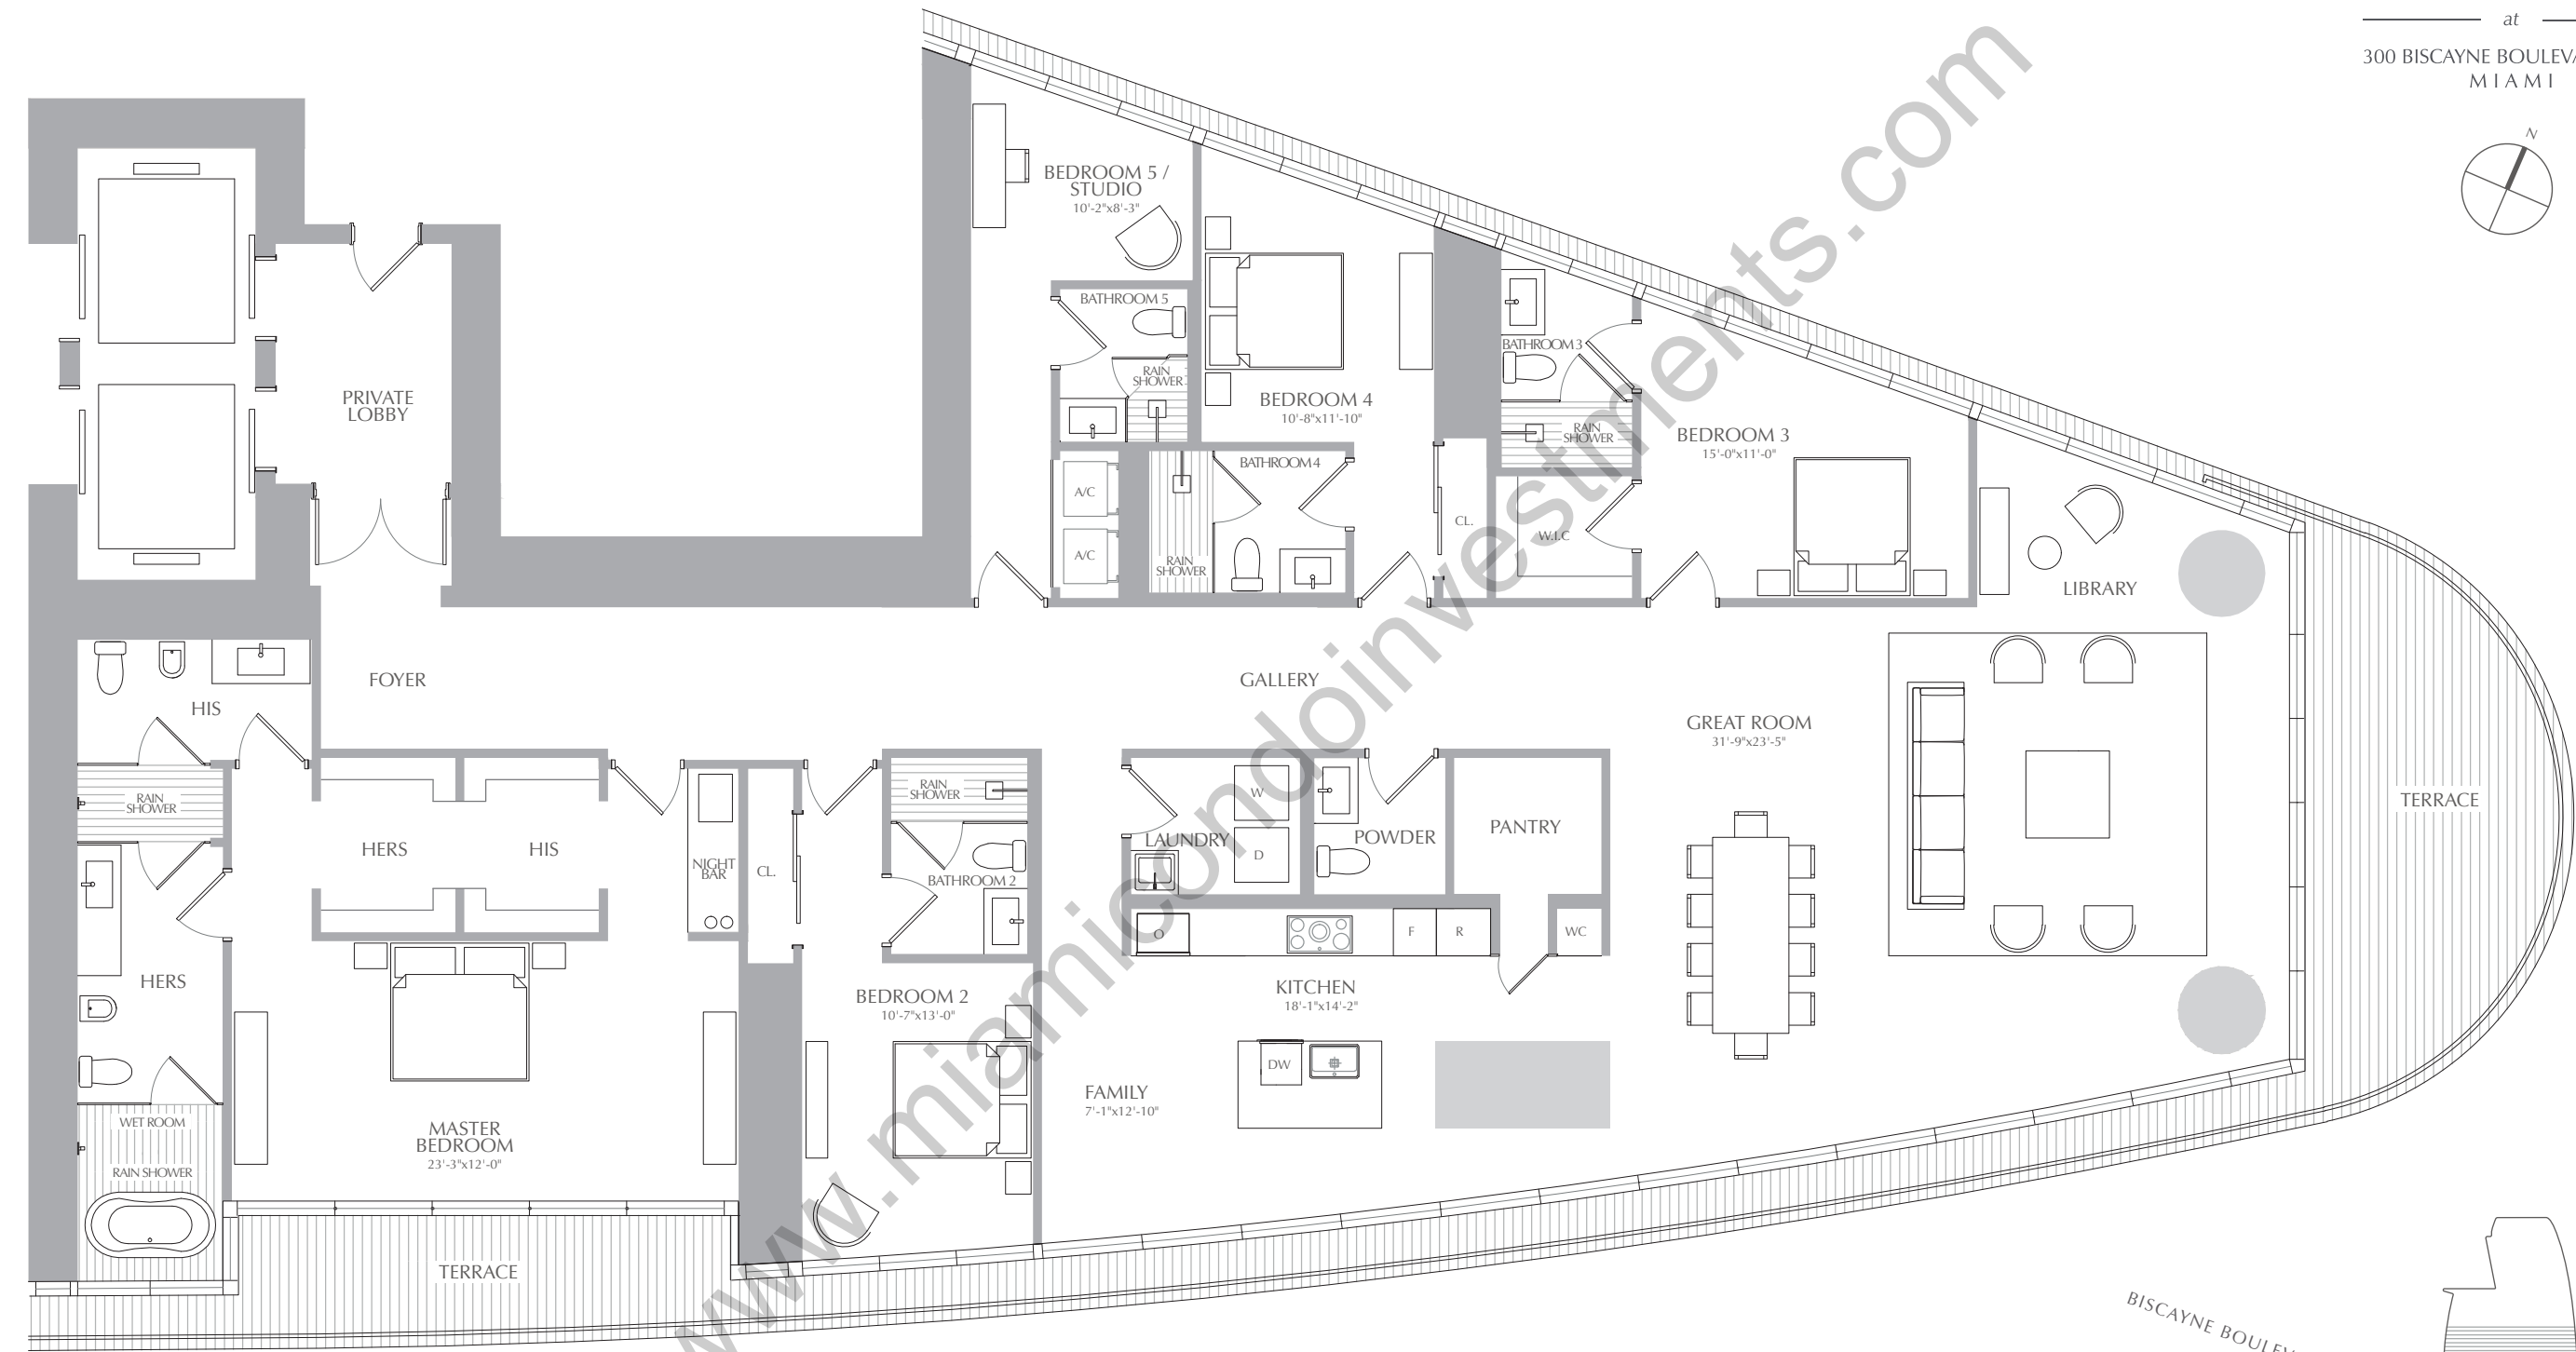 at
300 BISCAYNE BOULEVA
MIAMI
N
BEDROOM 5 /
STUDIO
10'-2"x8'-3"
BATHROOM 5
RAIN
SHOWER
BEDROOM 4
10'-8"x11'-10"
BATHROOM 3
RAIN
SHOWER
BEDROOM 3
15'-0"x11'-0"
PRIVATE
LOBBY
A/C
A/C
BATHROOM 4
RAIN
SHOWER
CL.
W.I.C
LIBRARY
FOYER
GALLERY
HIS
GREAT ROOM
31'-9"x23'-5"
RAIN
SHOWER
HERS
HIS
NIGHT
BAR
CL.
RAIN
SHOWER
BATHROOM 2
LAUNDRY
W
D
POWDER
PANTRY
TERRACE
O
F
R
WC
HERS
BEDROOM 2
10'-7"x13'-0"
KITCHEN
18'-1"x14'-2"
DW
FAMILY
7'-1"x12'-10"
WET ROOM
RAIN SHOWER
MASTER
BEDROOM
23'-3"x12'-0"
TERRACE
BISCAYNE BOULEV
www.miamicondoinvestments.com